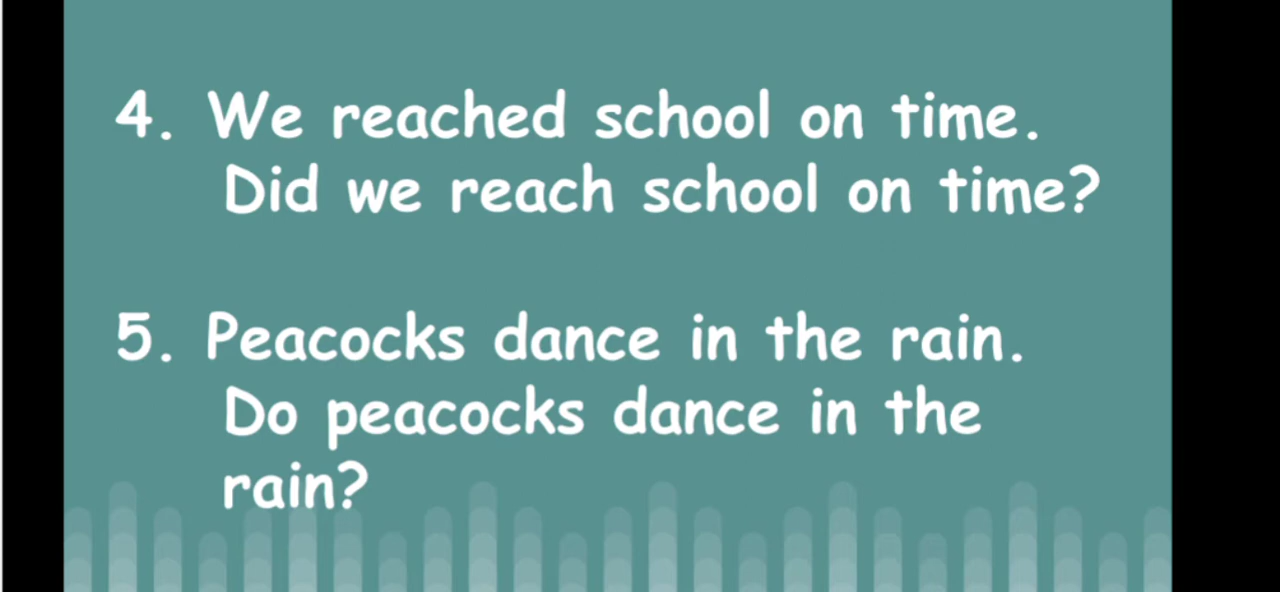 4. We reached school on time.
Did we reach school on time?
5. Peacocks dance in the rain.
Do peacocks dance in the
rain?